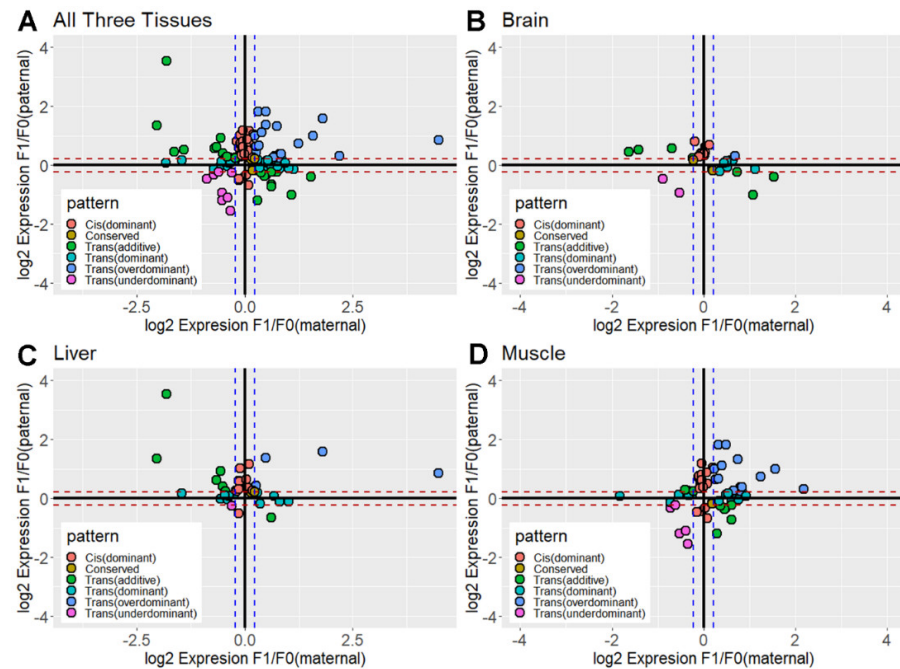 A All Three Tissues
4
2
0
-2
-4
log2 Expression F1/F0(paternal)
pattern
Cis(dominant)
Conserved
Trans(additive)
Trans(dominant)
Trans(overdominant)
Trans(underdominant)
-2.5 0.0 2.5
log2 Expresion F1/F0(maternal)
B Brain
4
2
0
-2
-4
log2 Expression F1/F0(paternal)
pattern
Cis(dominant)
Conserved
Trans(additive)
Trans(dominant)
Trans(overdominant)
Trans(underdominant)
-4 -2 0 2 4
log2 Expresion F1/F0(maternal)
C Liver
4
2
0
-2
-4
log2 Expression F1/F0(paternal)
pattern
Cis(dominant)
Conserved
Trans(additive)
Trans(dominant)
Trans(overdominant)
Trans(underdominant)
-2.5 0.0 2.5
log2 Expresion F1/F0(maternal)
D Muscle
4
2
0
-2
-4
log2 Expression F1/F0(paternal)
pattern
Cis(dominant)
Conserved
Trans(additive)
Trans(dominant)
Trans(overdominant)
Trans(underdominant)
-4 -2 0 2 4
log2 Expresion F1/F0(maternal)